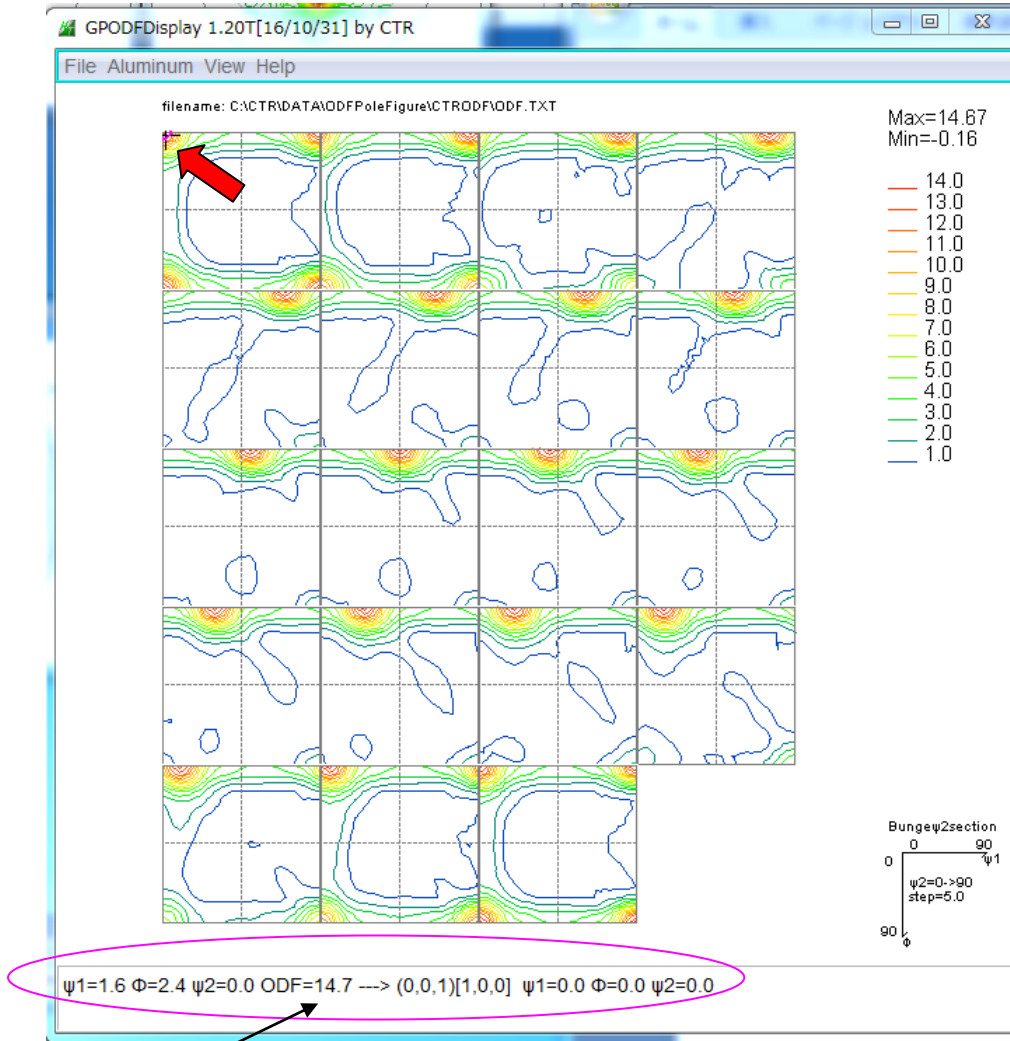 GPODFDisplay 1.20T[16/10/31] by CTR
File Aluminum View Help
filename: C:\CTR\DATA\ODFPoleFigure\CTRODF\ODF.TXT
Max=14.67
Min=-0.16
14.0
13.0
12.0
11.0
10.0
9.0
8.0
7.0
6.0
5.0
4.0
3.0
2.0
1.0
Bungeψ2section
0 90
0 ψ1
ψ2=0->90
step=5.0
90
Φ
ψ1=1.6 Φ=2.4 ψ2=0.0 ODF=14.7 ---> (0,0,1)[1,0,0] ψ1=0.0 Φ=0.0 ψ2=0.0